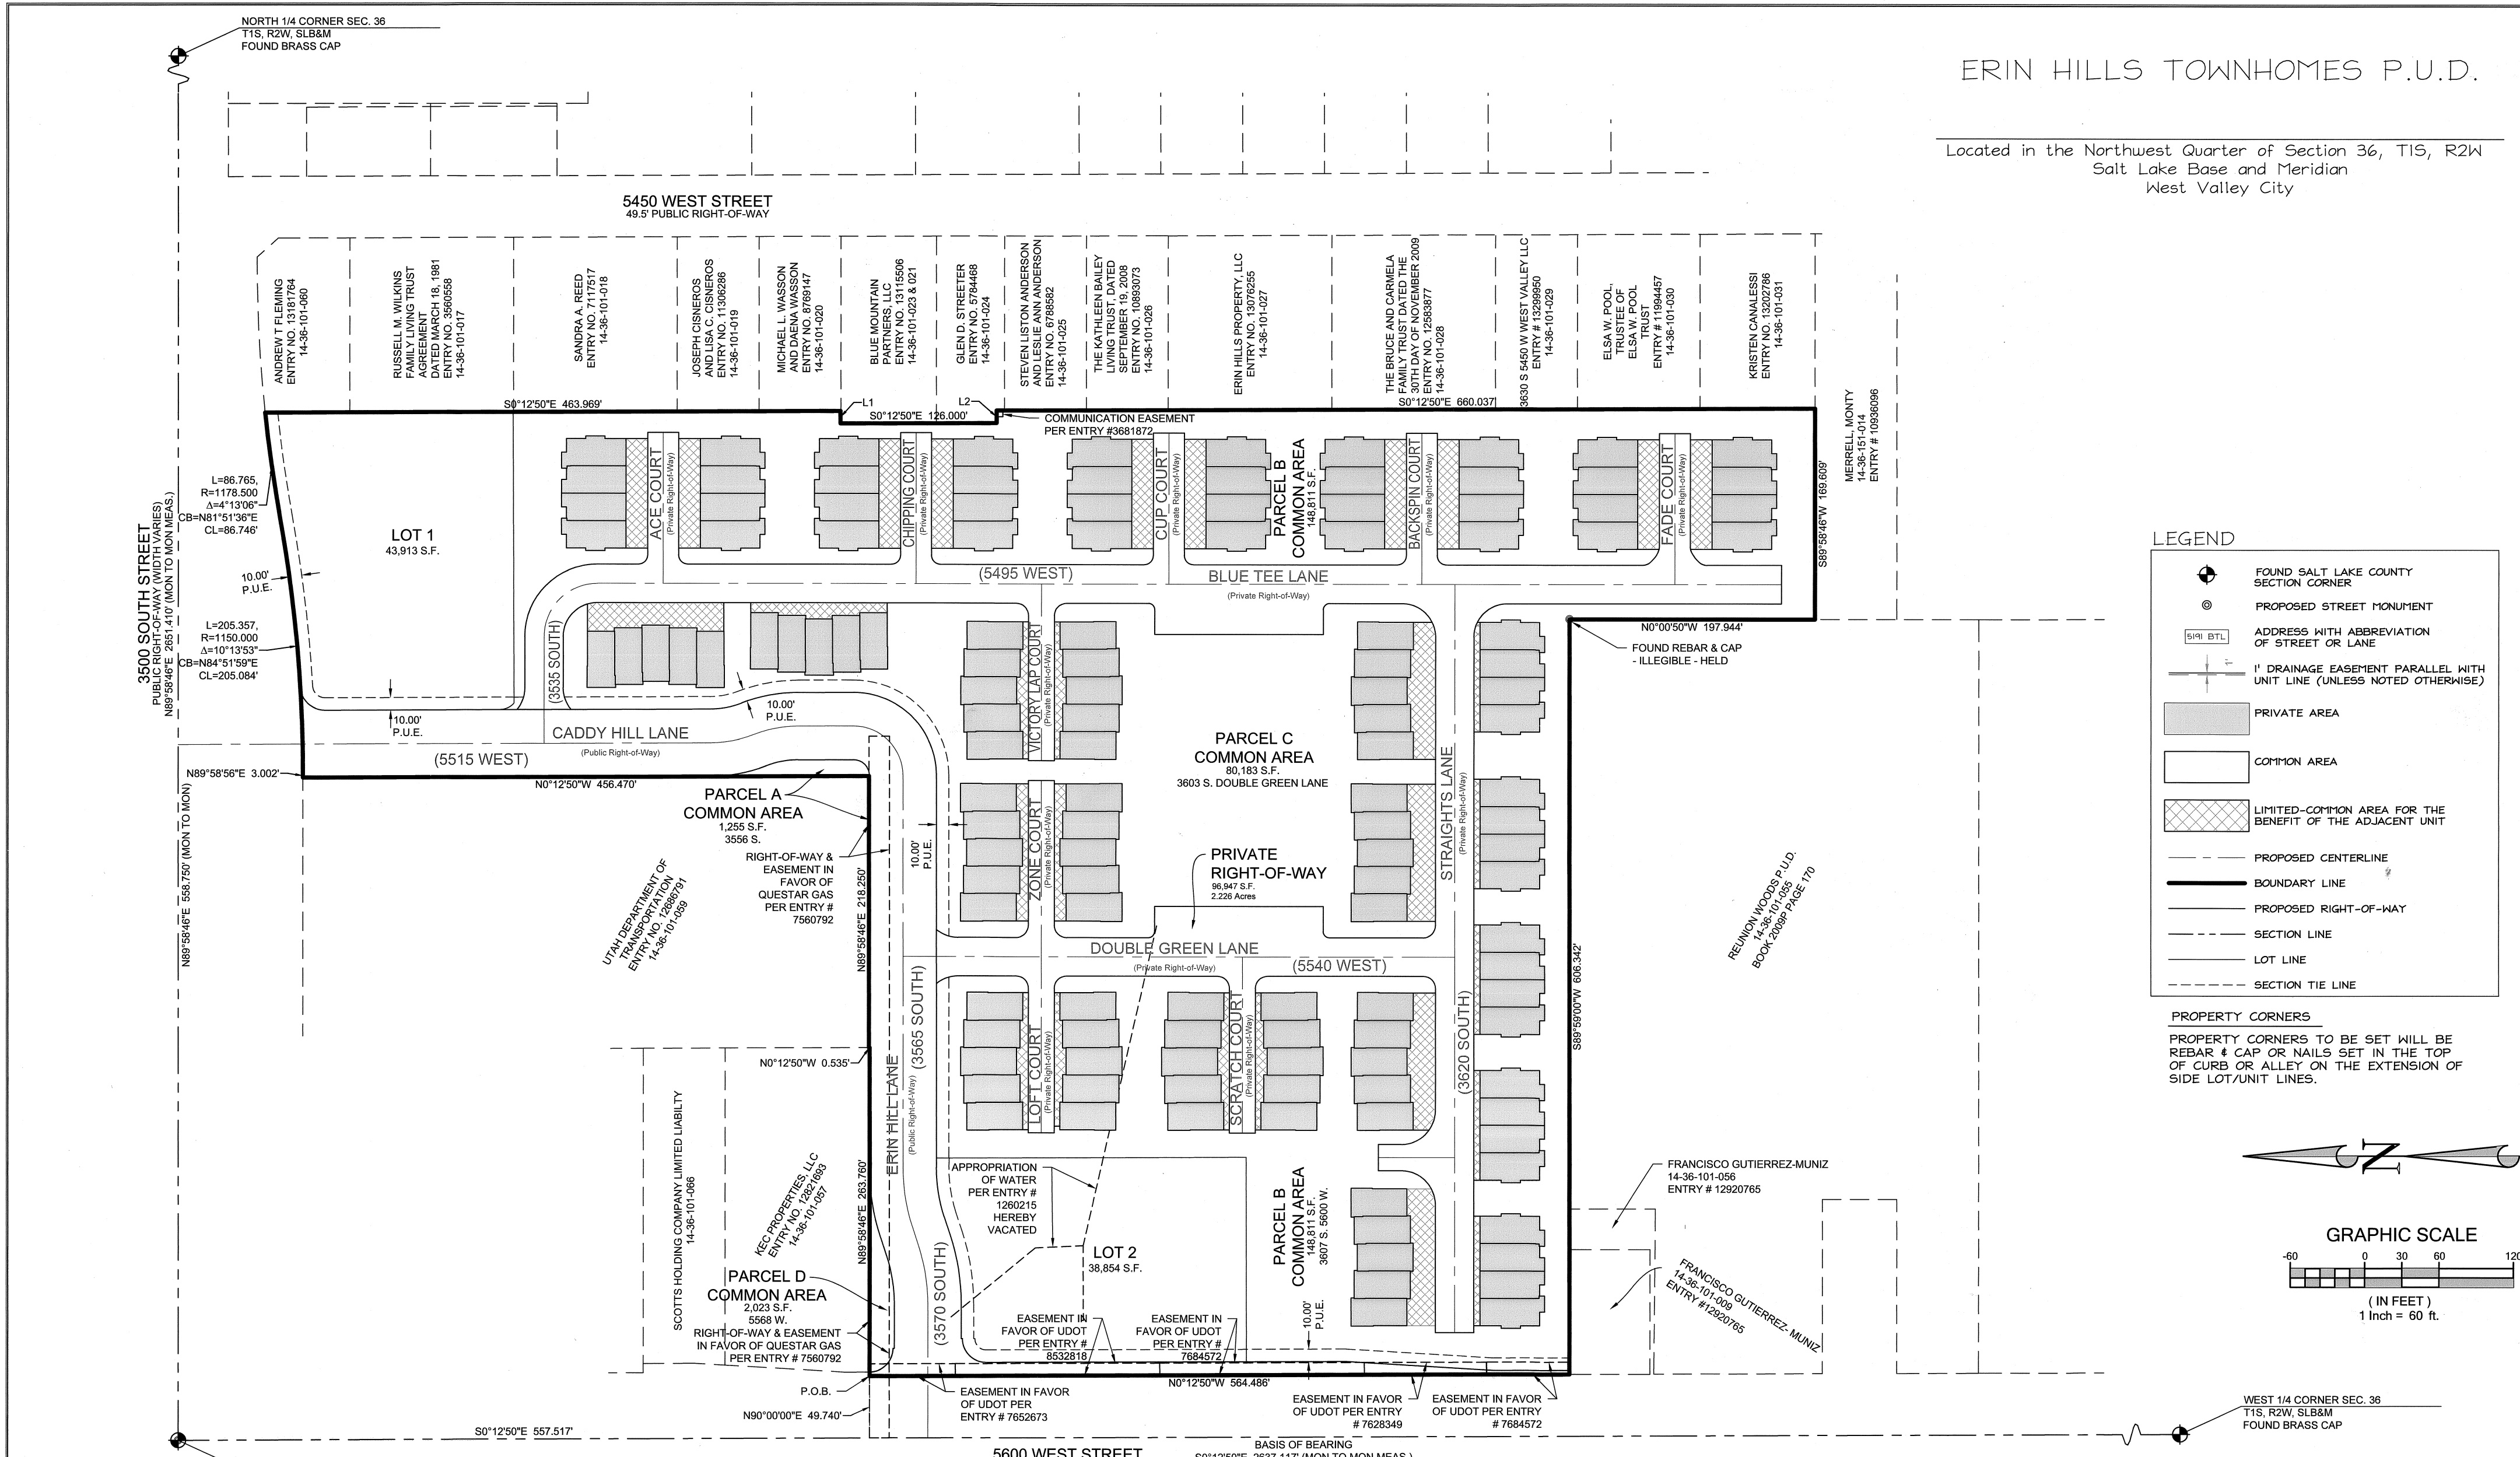 NORTH 1/4 CORNER SEC. 36
T1S, R2W, SLB&M
FOUND BRASS CAP
ERIN HILLS TOWNHOMES P.U.D.
Located in the Northwest Quarter of Section 36, T1S, R2W
Salt Lake Base and Meridian
West Valley City
5450 WEST STREET
49.5' PUBLIC RIGHT-OF-WAY
ANDREW T FLEMING
ENTRY NO. 13181764
14-36-101-060
RUSSELL M. WILKINS
FAMILY LIVING TRUST
AGREEMENT
DATED MARCH 18, 1981
ENTRY NO. 3560558
14-36-101-017
SANDRA A. REED
ENTRY NO. 7117517
14-36-101-018
JOSEPH CISNEROS
AND LISA C. CISNEROS
ENTRY NO. 11306286
14-36-101-019
MICHAEL L. WASSON
AND DAENA WASSON
ENTRY NO. 8769147
14-36-101-020
BLUE MOUNTAIN
PARTNERS, LLC
ENTRY NO. 13115506
14-36-101-023 & 021
GLEN D. STREETER
ENTRY NO. 5784468
14-36-101-024
STEVEN LISTON ANDERSON
AND LESLIE ANN ANDERSON
ENTRY NO. 6788582
14-36-101-025
THE KATHLEEN BAILEY
LIVING TRUST, DATED
SEPTEMBER 19, 2008
ENTRY NO. 10893073
14-36-101-026
ERIN HILLS PROPERTY, LLC
ENTRY NO. 13076255
14-36-101-027
THE BRUCE AND CARMELA
FAMILY TRUST DATED THE
30TH DAY OF NOVEMBER 2009
ENTRY NO. 12583877
14-36-101-028
3630 S 5450 W WEST VALLEY LLC
ENTRY # 13299950
14-36-101-029
ELSA W. POOL,
TRUSTEE OF
ELSA W. POOL
TRUST
ENTRY # 11994457
14-36-101-030
KRISTEN CANALESSI
ENTRY NO. 13202786
14-36-101-031
MERRELL, MONTY
14-36-151-014
ENTRY # 10936096
S0°12'50"E 463.969'
L1
S0°12'50"E 126.000'
L2
COMMUNICATION EASEMENT
PER ENTRY #3681872
S0°12'50"E 660.037'
S89°58'46"W 169.609'
3500 SOUTH STREET
PUBLIC RIGHT-OF-WAY (WIDTH VARIES)
N89°58'46"E 2651.410' (MON TO MON MEAS.)
L=86.765,
R=1178.500
Δ=4°13'06"
CB=N81°51'36"E
CL=86.746'
10.00'
P.U.E.
L=205.357,
R=1150.000
Δ=10°13'53"
CB=N84°51'59"E
CL=205.084'
LOT 1
43,913 S.F.
ACE COURT
(Private Right-of-Way)
CHIPPING COURT
(Private Right-of-Way)
CUP COURT
(Private Right-of-Way)
PARCEL B
COMMON AREA
148,811 S.F.
BACKSPIN COURT
(Private Right-of-Way)
FADE COURT
(Private Right-of-Way)
(5495 WEST)
BLUE TEE LANE
(Private Right-of-Way)
N0°00'50"W 197.944'
FOUND REBAR & CAP
- ILLEGIBLE - HELD
(3535 SOUTH)
10.00'
P.U.E.
CADDY HILL LANE
(Public Right-of-Way)
(5515 WEST)
10.00'
P.U.E.
VICTORY LAP COURT
(Private Right-of-Way)
PARCEL C
COMMON AREA
80,183 S.F.
3603 S. DOUBLE GREEN LANE
STRAIGHTS LANE
(Private Right-of-Way)
N89°58'56"E 3.002'
N0°12'50"W 456.470'
PARCEL A
COMMON AREA
1,255 S.F.
3556 S.
RIGHT-OF-WAY &
EASEMENT IN
FAVOR OF
QUESTAR GAS
PER ENTRY #
7560792
N89°58'46"E 218.250'
10.00'
P.U.E.
ZONE COURT
(Private Right-of-Way)
PRIVATE
RIGHT-OF-WAY
96,947 S.F.
2.226 Acres
N89°58'46"E 558.750' (MON TO MON)
UTAH DEPARTMENT OF
TRANSPORTATION
ENTRY NO. 12686791
14-36-101-059
DOUBLE GREEN LANE
(Private Right-of-Way)
(5540 WEST)
S89°59'00"W 606.342'
REUNION WOODS P.U.D.
14-36-101-055
BOOK 2009P PAGE 170
N0°12'50"W 0.535'
ERIN HILL LANE
(Public Right-of-Way)
(3565 SOUTH)
LOFT COURT
(Private Right-of-Way)
SCRATCH COURT
(Private Right-of-Way)
(3620 SOUTH)
SCOTTS HOLDING COMPANY LIMITED LIABILTY
14-36-101-066
KEC PROPERTIES, LLC
ENTRY NO. 12821693
14-36-101-057
N89°58'46"E 263.760'
APPROPRIATION
OF WATER
PER ENTRY #
1260215
HEREBY
VACATED
LOT 2
38,854 S.F.
PARCEL B
COMMON AREA
148,811 S.F.
3607 S. 5600 W.
10.00'
P.U.E.
FRANCISCO GUTIERREZ-MUNIZ
14-36-101-056
ENTRY # 12920765
FRANCISCO GUTIERREZ- MUNIZ
14-36-101-009
ENTRY #12920765
PARCEL D
COMMON AREA
2,023 S.F.
5568 W.
RIGHT-OF-WAY & EASEMENT
IN FAVOR OF QUESTAR GAS
PER ENTRY # 7560792
(3570 SOUTH)
EASEMENT IN
FAVOR OF UDOT
PER ENTRY #
8532818
EASEMENT IN
FAVOR OF UDOT
PER ENTRY #
7684572
N0°12'50"W 564.486'
P.O.B.
EASEMENT IN FAVOR
OF UDOT PER
ENTRY # 7652673
EASEMENT IN FAVOR
OF UDOT PER ENTRY
# 7628349
EASEMENT IN FAVOR
OF UDOT PER ENTRY
# 7684572
N90°00'00"E 49.740'
S0°12'50"E 557.517'
5600 WEST STREET
BASIS OF BEARING
S0°12'50"E 2637.117' (MON TO MON MEAS.)
WEST 1/4 CORNER SEC. 36
T1S, R2W, SLB&M
FOUND BRASS CAP
LEGEND
FOUND SALT LAKE COUNTY
SECTION CORNER
PROPOSED STREET MONUMENT
5191 BTL
ADDRESS WITH ABBREVIATION
OF STREET OR LANE
1' DRAINAGE EASEMENT PARALLEL WITH
UNIT LINE (UNLESS NOTED OTHERWISE)
PRIVATE AREA
COMMON AREA
LIMITED-COMMON AREA FOR THE
BENEFIT OF THE ADJACENT UNIT
PROPOSED CENTERLINE
BOUNDARY LINE
PROPOSED RIGHT-OF-WAY
SECTION LINE
LOT LINE
SECTION TIE LINE
PROPERTY CORNERS
PROPERTY CORNERS TO BE SET WILL BE
REBAR & CAP OR NAILS SET IN THE TOP
OF CURB OR ALLEY ON THE EXTENSION OF
SIDE LOT/UNIT LINES.
N
GRAPHIC SCALE
-60 0 30 60 120
( IN FEET )
1 Inch = 60 ft.